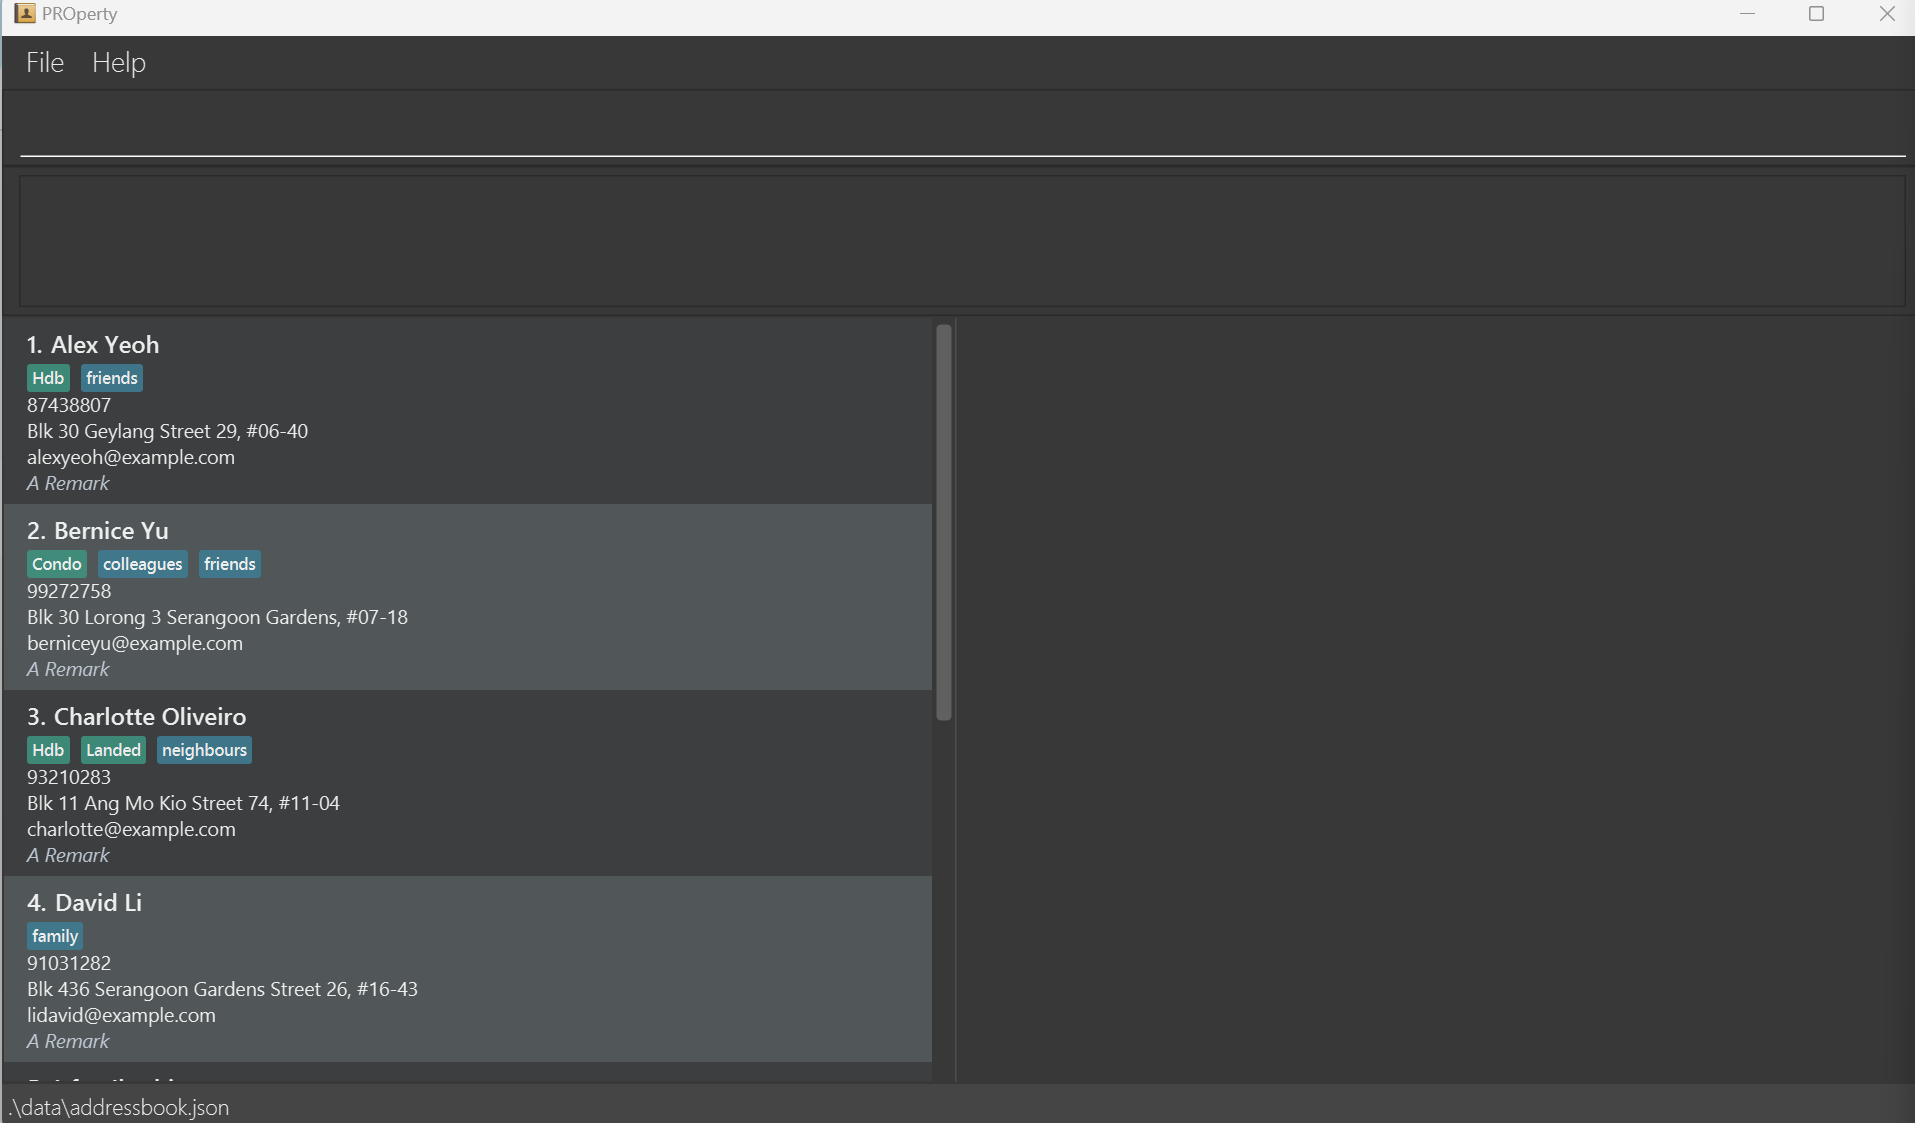 PROperty
File Help
1. Alex Yeoh
Hdb friends
87438807
Blk 30 Geylang Street 29, #06-40
alexyeoh@example.com
A Remark
2. Bernice Yu
Condo colleagues friends
99272758
Blk 30 Lorong 3 Serangoon Gardens, #07-18
berniceyu@example.com
A Remark
3. Charlotte Oliveiro
Hdb Landed neighbours
93210283
Blk 11 Ang Mo Kio Street 74, #11-04
charlotte@example.com
A Remark
4. David Li
family
91031282
Blk 436 Serangoon Gardens Street 26, #16-43
lidavid@example.com
A Remark
.\data\addressbook.json